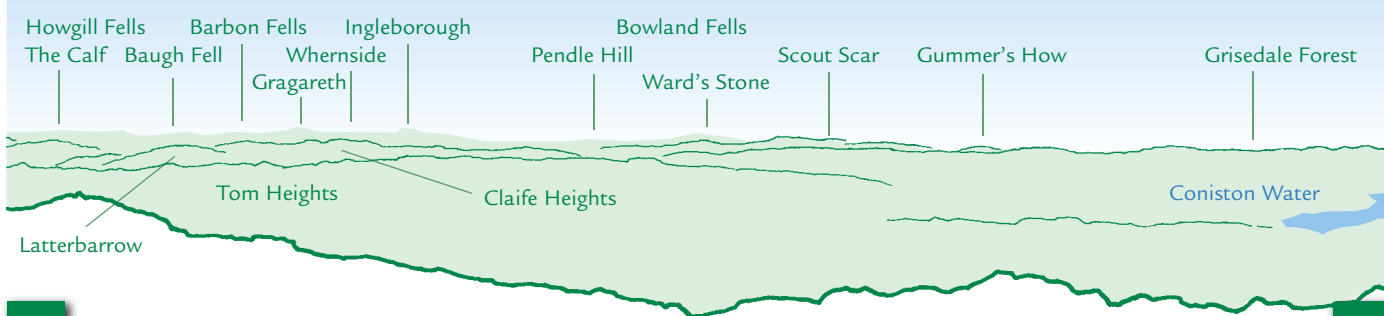 Howgill Fells
The Calf
Baugh Fell
Barbon Fells
Whernside
Gragareth
Ingleborough
Pendle Hill
Bowland Fells
Ward's Stone
Scout Scar
Gummer's How
Grisedale Forest
Tom Heights
Claife Heights
Coniston Water
Latterbarrow